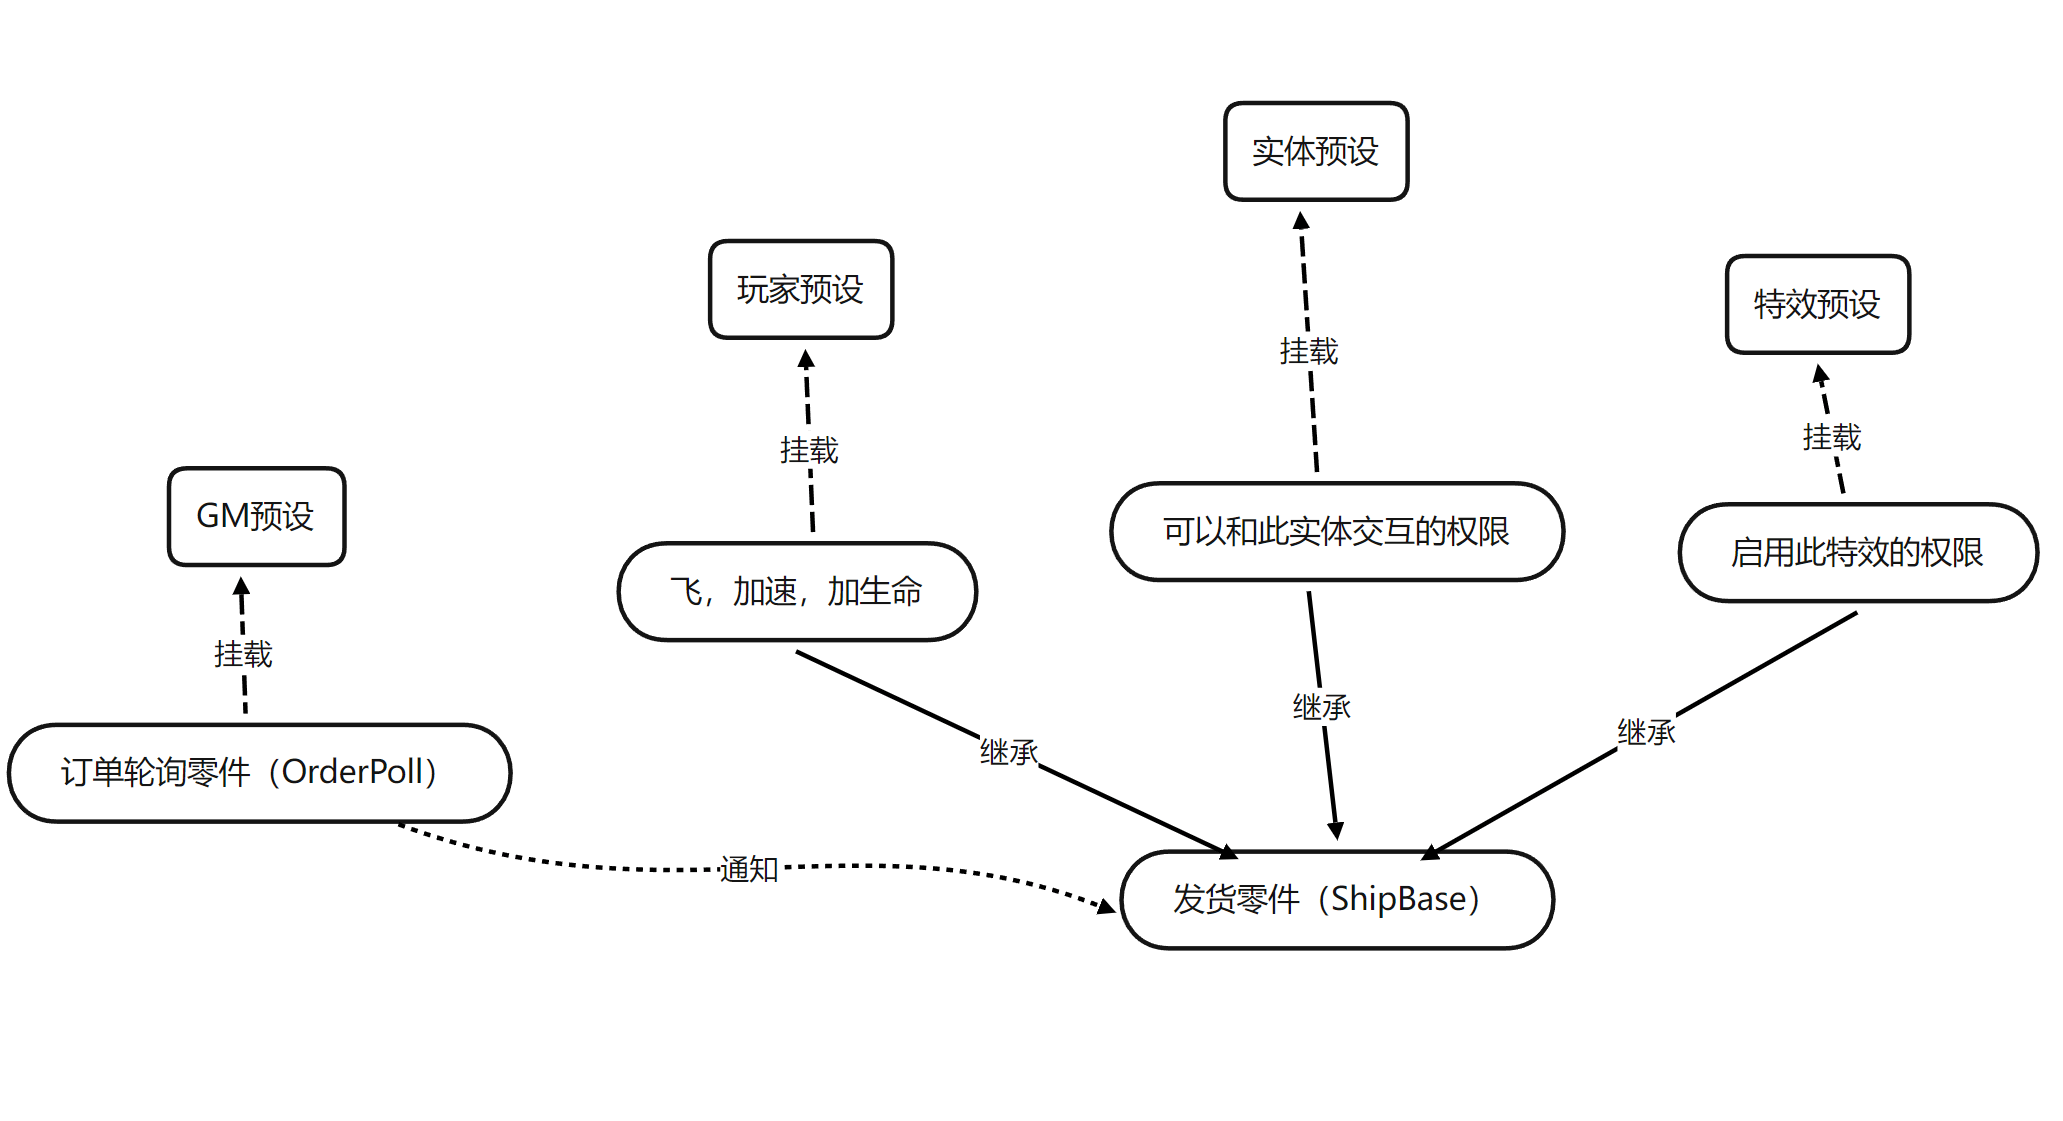 实体预设
玩家预设
特效预设
挂载
挂载
挂载
GM预设
可以和此实体交互的权限
启用此特效的权限
飞，加速，加生命
挂载
继承
继承
继承
订单轮询零件（OrderPoll）
通知
发货零件（ShipBase）